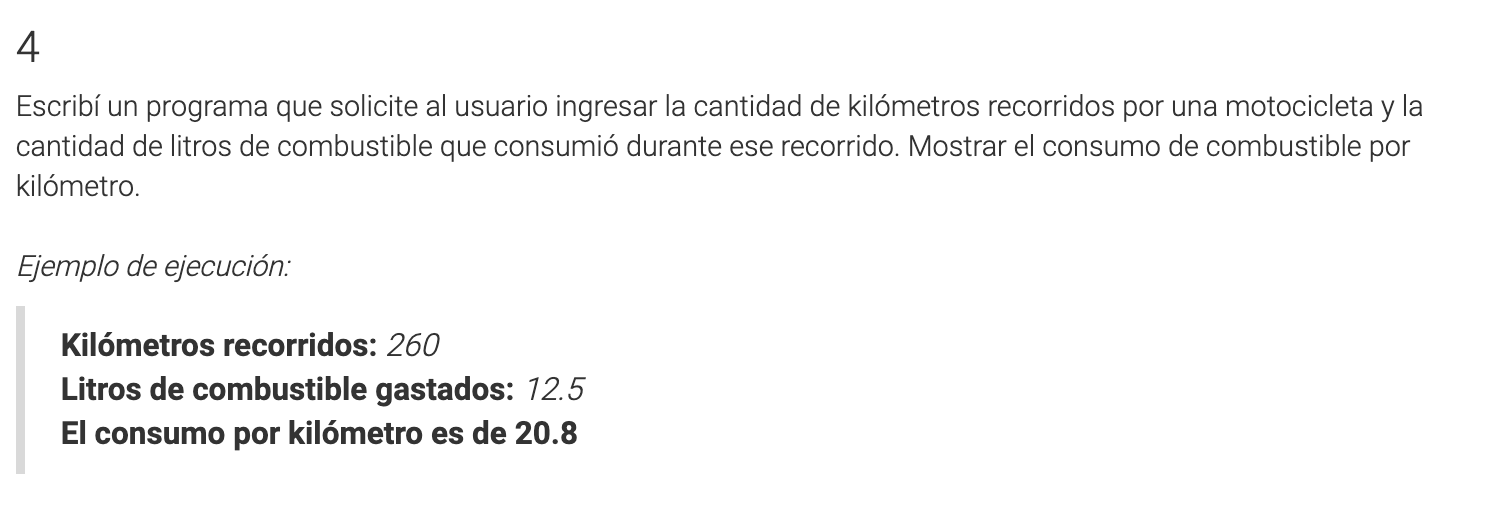 4
Escribí un programa que solicite al usuario ingresar la cantidad de kilómetros recorridos por una motocicleta y la
cantidad de litros de combustible que consumió durante ese recorrido. Mostrar el consumo de combustible por
kilómetro.
Ejemplo de ejecución:
Kilómetros recorridos: 260
Litros de combustible gastados: 12.5
El consumo por kilómetro es de 20.8